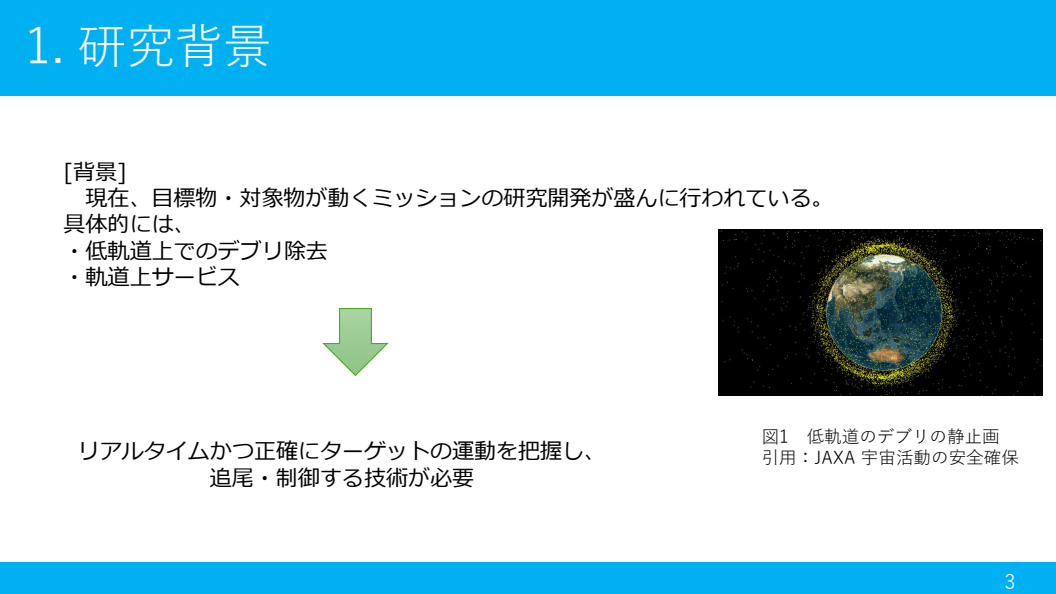 1. 研究背景
[背景]
　現在、目標物・対象物が動くミッションの研究開発が盛んに行われている。
具体的には、
・低軌道上でのデブリ除去
・軌道上サービス
リアルタイムかつ正確にターゲットの運動を把握し、
追尾・制御する技術が必要
図1　低軌道のデブリの静止画
引用：JAXA 宇宙活動の安全確保
3